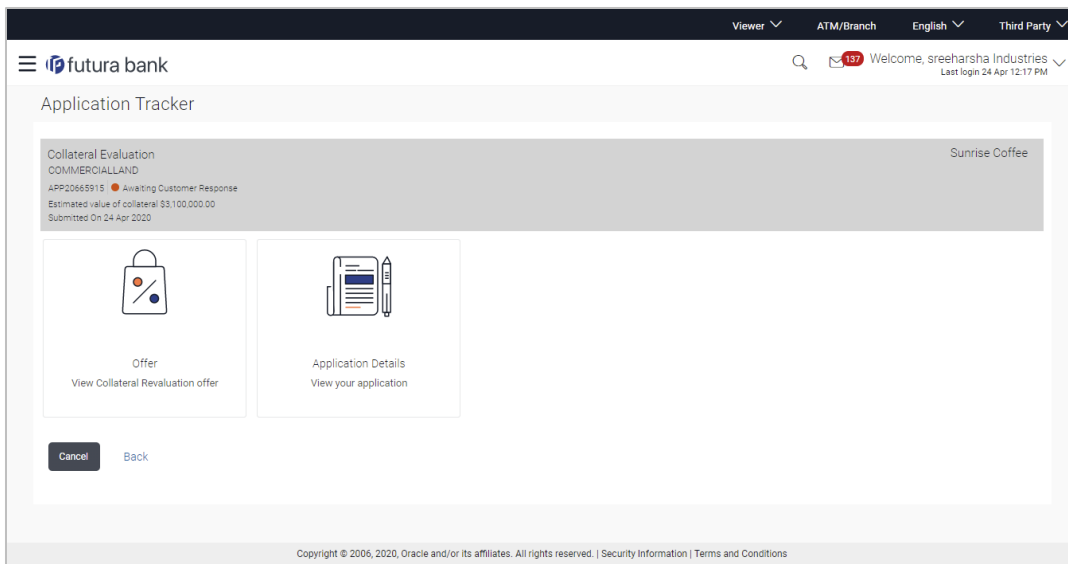 Viewer ATM/Branch English Third Party
futura bank
137 Welcome, sreeharsha Industries
Last login 24 Apr 12:17 PM
Application Tracker
Collateral Evaluation Sunrise Coffee
COMMERCIALLAND
APP20665915 Awaiting Customer Response
Estimated value of collateral $3,100,000.00
Submitted On 24 Apr 2020
Offer
View Collateral Revaluation offer
Application Details
View your application
Cancel Back
Copyright © 2006, 2020, Oracle and/or its affiliates. All rights reserved. | Security Information | Terms and Conditions